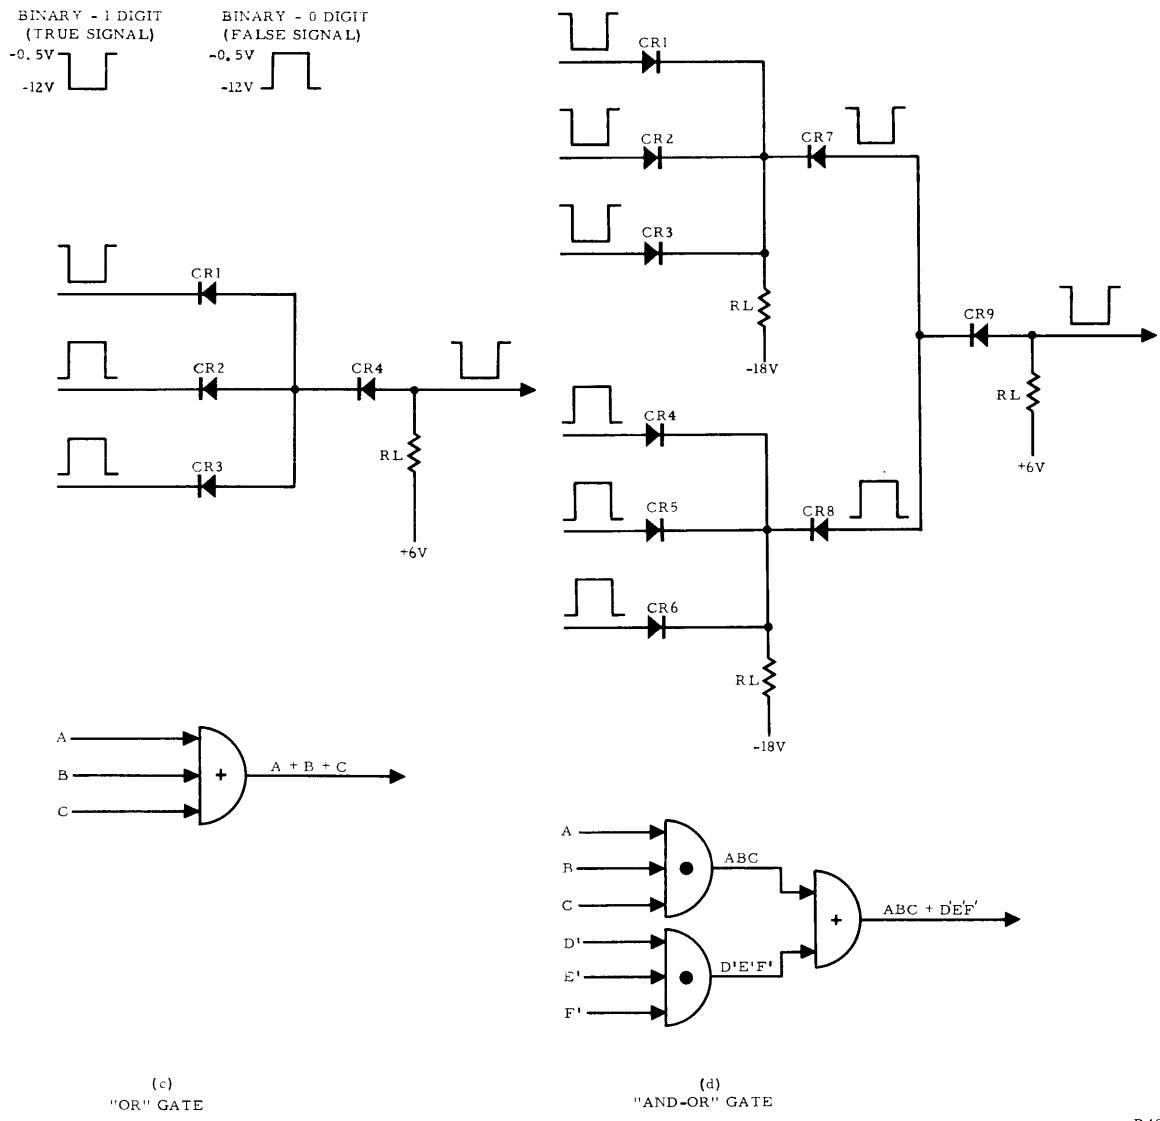 BINARY - 1 DIGIT
(TRUE SIGNAL)
-0.5V
-12V
BINARY - 0 DIGIT
(FALSE SIGNAL)
-0.5V
-12V
CR1
CR2
CR3
CR4
RL
+6V
CR1
CR2
CR3
CR7
RL
-18V
CR4
CR5
CR6
CR8
RL
-18V
CR9
RL
+6V
A
B
C
+
A + B + C
A
B
C
ABC
D'
E'
F'
D'E'F'
+
ABC + D'E'F'
(c)
"OR" GATE
(d)
"AND-OR" GATE